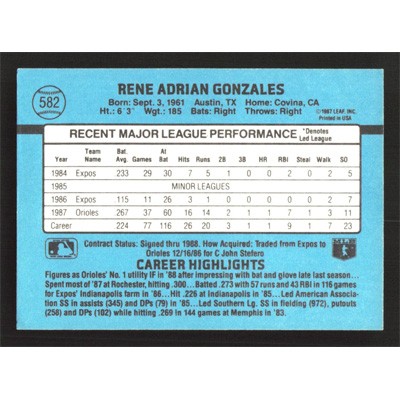 582
RENE ADRIAN GONZALES
Born: Sept. 3, 1961 Austin, TX Home: Covina, CA
Ht.: 6'3" Wgt.: 185 Bats: Right Throws: Right
©1987 LEAF, INC.
Printed in USA
RECENT MAJOR LEAGUE PERFORMANCE *Denotes Led League
Year Team Name Bat. Avg. Games At Bat Hits Runs 2B 3B HR RBI Steal Walk SO
1984 Expos .233 29 30 7 5 1 0 0 2 0 2 5
1985 MINOR LEAGUES
1986 Expos .115 11 26 3 1 0 0 0 0 0 2 7
1987 Orioles .267 37 60 16 14 2 1 1 7 1 3 11
Career .224 77 116 26 20 3 1 1 9 1 7 23
Contract Status: Signed thru 1988. How Acquired: Traded from Expos to
Orioles 12/16/86 for C John Stefero
CAREER HIGHLIGHTS
Figures as Orioles' No. 1 utility IF for '88 after impressing with bat and glove late last season...
Spent most of '87 at Rochester, hitting .300...Batted .273 with 57 runs and 43 RBI in 116 games
for Expos' Indianapolis farm in '86... Hit .226 at Indianapolis in '85...Led American Associa-
tion SS in assists (345) and DPs (79) in '85...Led Southern Lg. SS in fielding (972), putouts
(258) and DPs (102) while hitting .269 in 144 games at Memphis in '83.